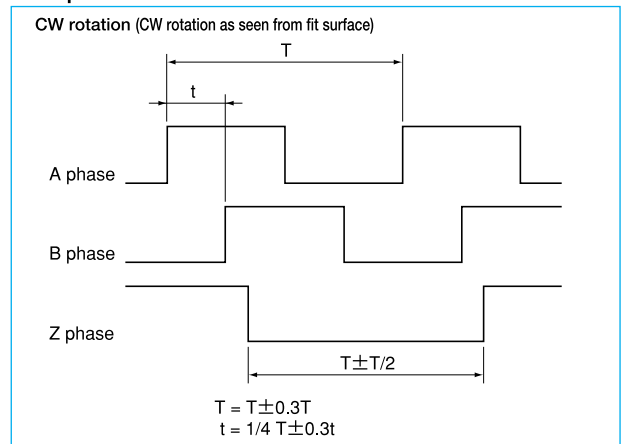 CW rotation (CW rotation as seen from fit surface)
T
t
A phase
B phase
Z phase
T±T/2
T = T±0.3T
t = 1/4 T±0.3t